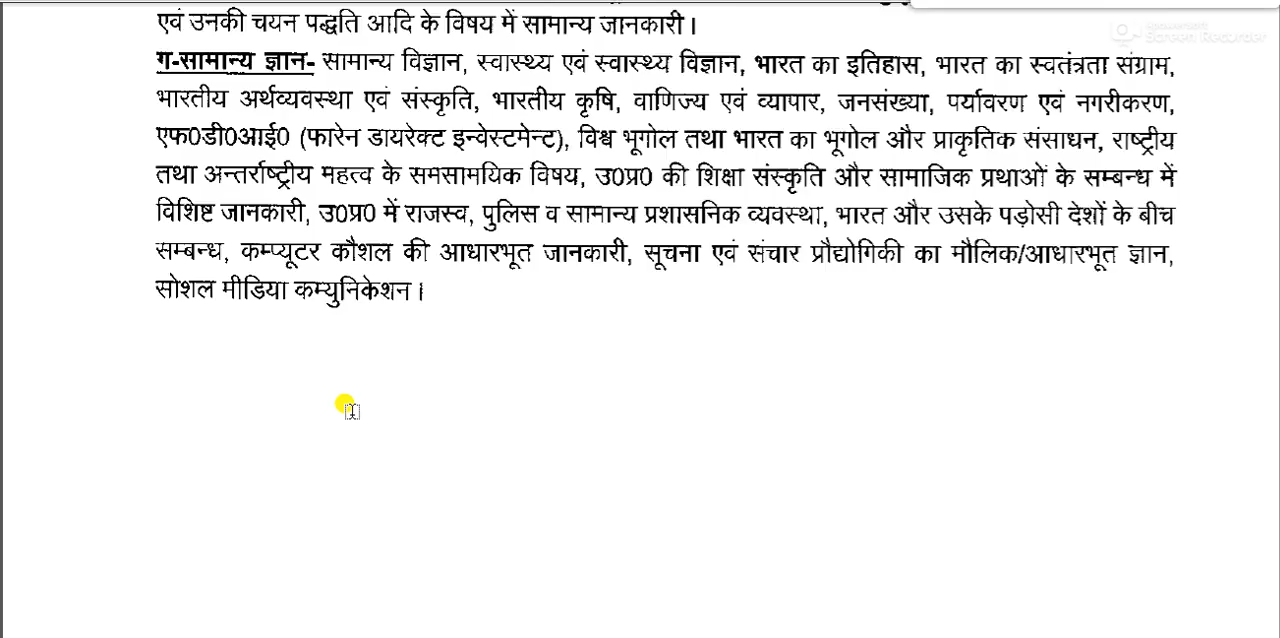 एवं उनकी चयन पद्धति आदि के विषय में सामान्य जानकारी।
ग-सामान्य ज्ञान- सामान्य विज्ञान, स्वास्थ्य एवं स्वास्थ्य विज्ञान, भारत का इतिहास, भारत का स्वतंत्रता संग्राम,
भारतीय अर्थव्यवस्था एवं संस्कृति, भारतीय कृषि, वाणिज्य एवं व्यापार, जनसंख्या, पर्यावरण एवं नगरीकरण,
एफ0डी0आई0 (फारेन डायरेक्ट इन्वेस्टमेन्ट), विश्व भूगोल तथा भारत का भूगोल और प्राकृतिक संसाधन, राष्ट्रीय
तथा अन्तर्राष्ट्रीय महत्व के समसामयिक विषय, उ0प्र0 की शिक्षा संस्कृति और सामाजिक प्रथाओं के सम्बन्ध में
विशिष्ट जानकारी, उ0प्र0 में राजस्व, पुलिस व सामान्य प्रशासनिक व्यवस्था, भारत और उसके पड़ोसी देशों के बीच
सम्बन्ध, कम्प्यूटर कौशल की आधारभूत जानकारी, सूचना एवं संचार प्रौद्योगिकी का मौलिक/आधारभूत ज्ञान,
सोशल मीडिया कम्युनिकेशन।
Screen Recorder